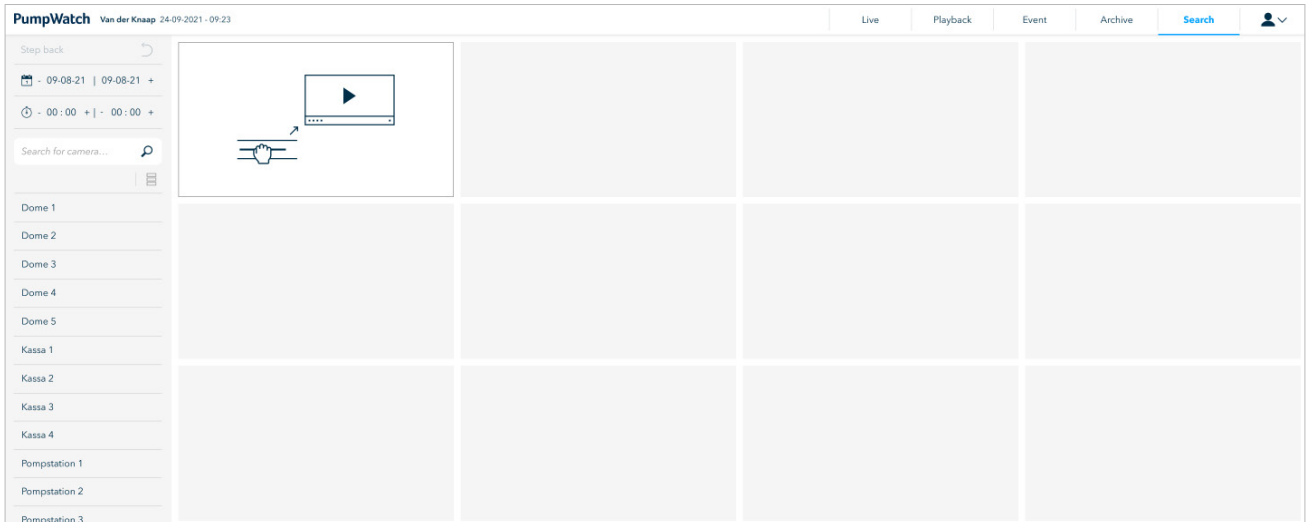 PumpWatch Van der Knaap 24-09-2021 - 09:23 Live Playback Event Archive Search
Step back
- 09-08-21 | 09-08-21 +
- 00 : 00 + | - 00 : 00 +
Search for camera...
Dome 1
Dome 2
Dome 3
Dome 4
Dome 5
Kassa 1
Kassa 2
Kassa 3
Kassa 4
Pompstation 1
Pompstation 2
Pompstation 3